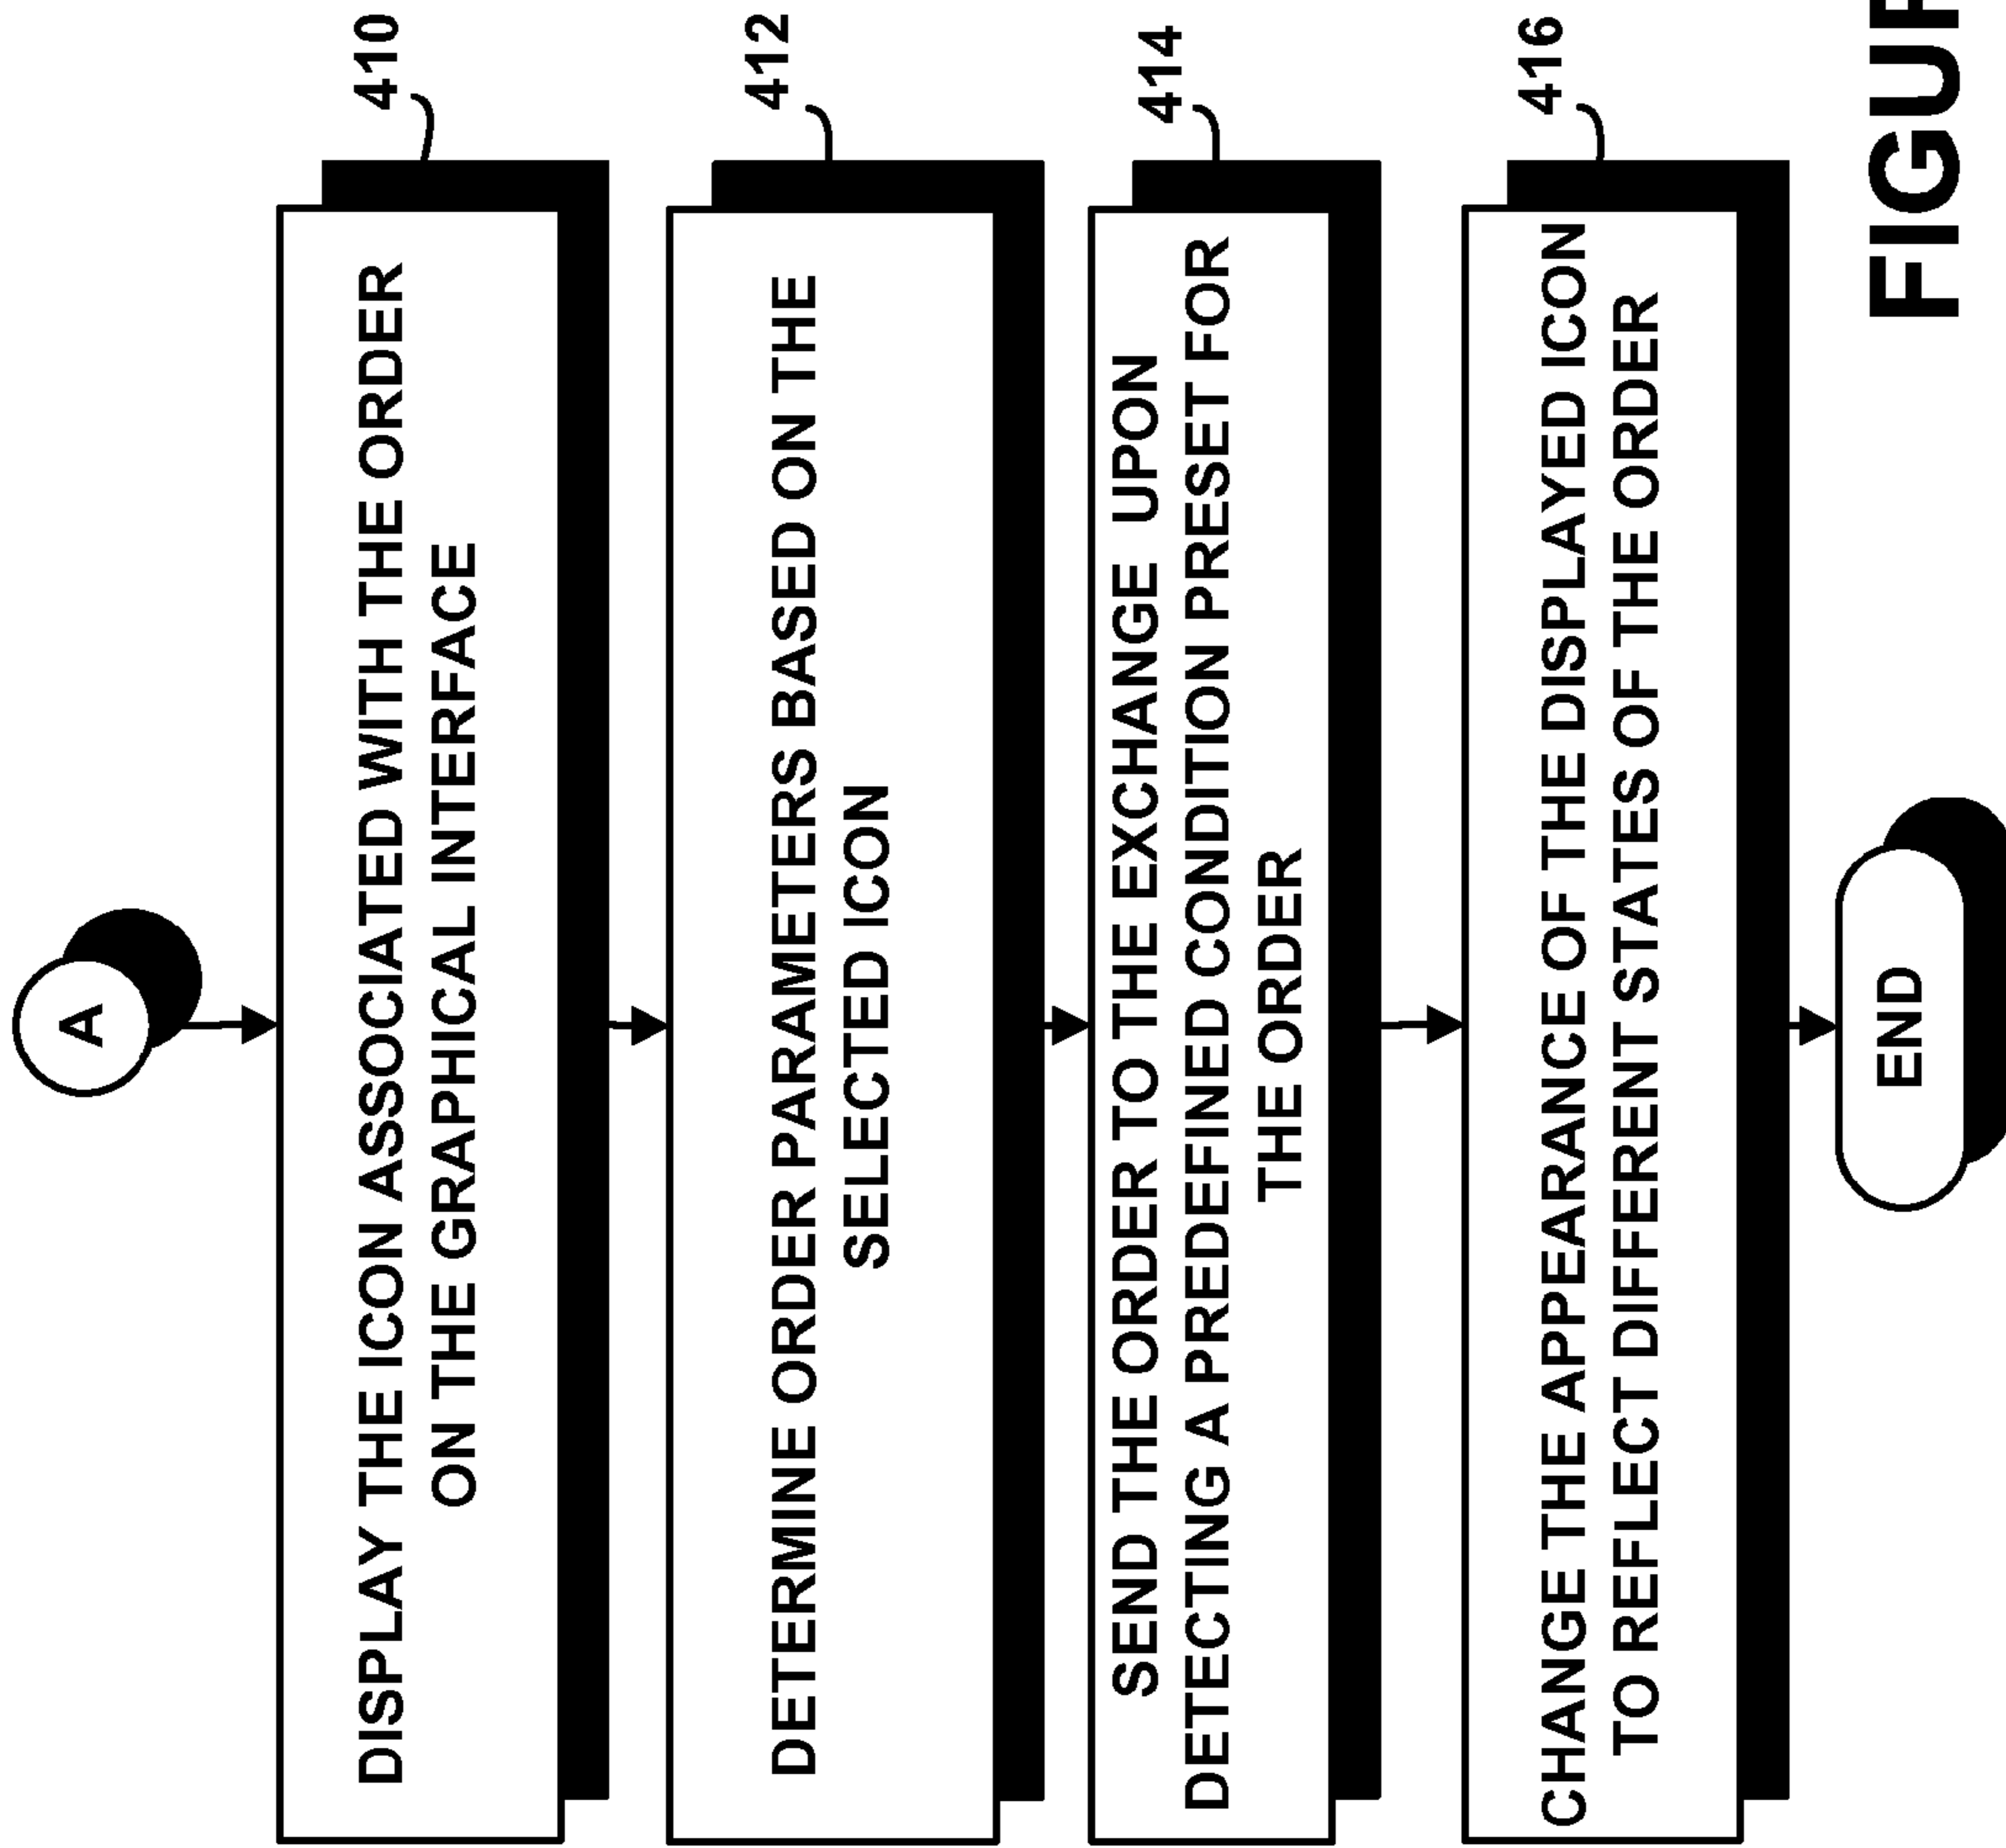 A
410
DISPLAY THE ICON ASSOCIATED WITH THE ORDER
ON THE GRAPHICAL INTERFACE
412
DETERMINE ORDER PARAMETERS BASED ON THE
SELECTED ICON
414
SEND THE ORDER TO THE EXCHANGE UPON
DETECTING A PREDEFINED CONDITION PRESET FOR
THE ORDER
416
CHANGE THE APPEARANCE OF THE DISPLAYED ICON
TO REFLECT DIFFERENT STATES OF THE ORDER
END